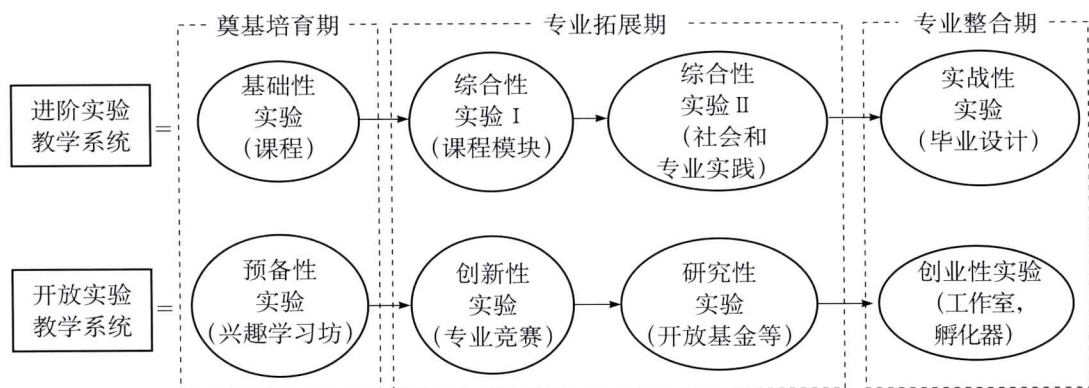 奠基培育期
专业拓展期
专业整合期
进阶实验
教学系统
=
基础性
实验
(课程)
综合性
实验 I
(课程模块)
综合性
实验 II
(社会和
专业实践)
实战性
实验
(毕业设计)
开放实验
教学系统
=
预备性
实验
(兴趣学习坊)
创新性
实验
(专业竞赛)
研究性
实验
(开放基金等)
创业性实验
(工作室,
孵化器)